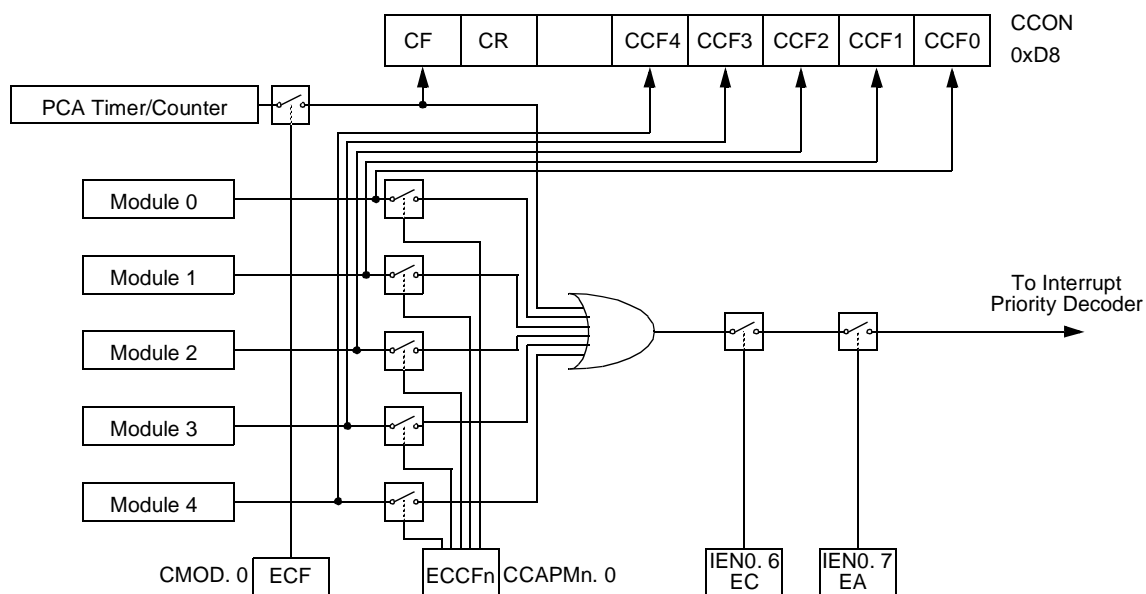 CF CR CCF4 CCF3 CCF2 CCF1 CCF0
CCON
0xD8
PCA Timer/Counter
Module 0
Module 1
Module 2
Module 3
Module 4
To Interrupt
Priority Decoder
CMOD. 0 ECF
ECCFn CCAPMn. 0
IEN0. 6
EC
IEN0. 7
EA